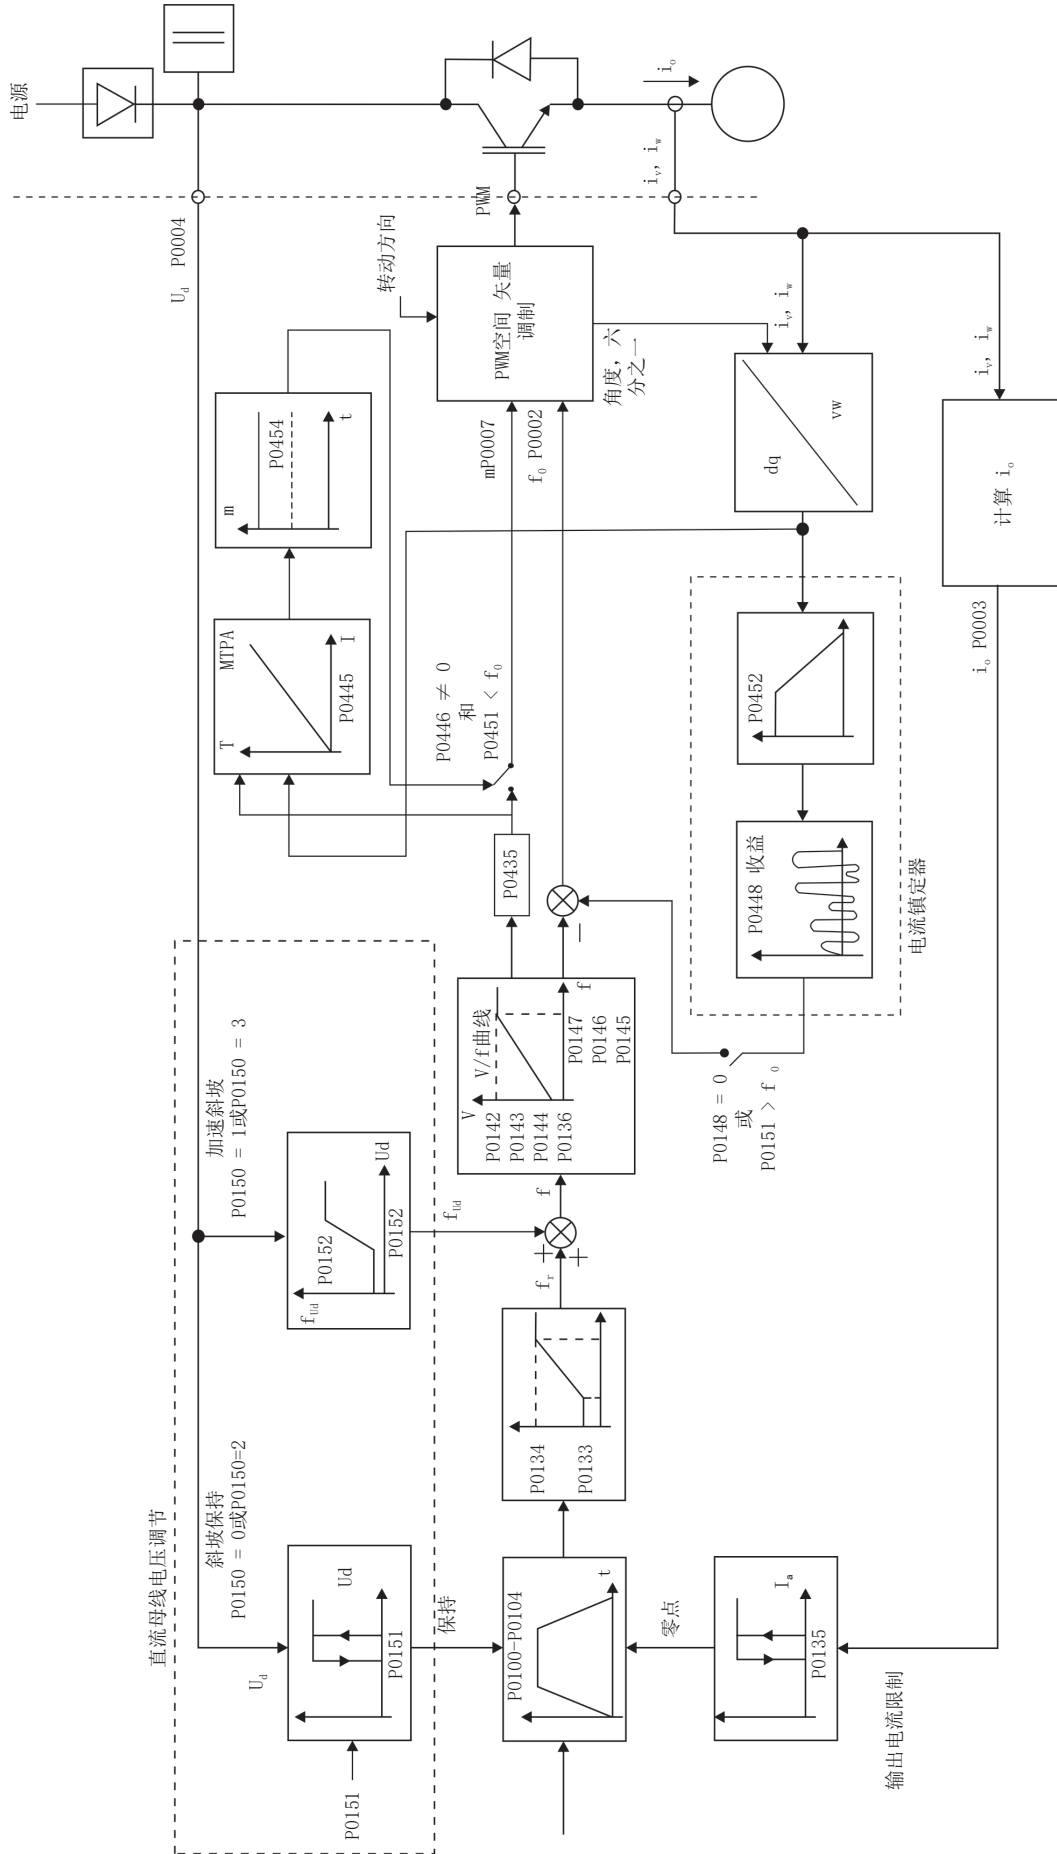 直流母线电压调节
斜坡保持
P0150 = 0或P0150=2
加速斜坡
P0150 = 1或P0150 = 3
U_d P0004
电源
U_d
P0151
Ud
P0151
保持
f_Ud
P0152
Ud
P0152
f_Ud
T
MTPA
I
P0445
m
P0454
t
P0100-P0104
t
P0134
P0133
f_r
+
+
f
V
V/f曲线
f
P0142
P0143
P0144
P0136
P0147
P0146
P0145
P0435
−
P0446 ≠ 0
和
P0451 < f_0
mP0007
f_0 P0002
转动方向
PWM空间 矢量
调制
PWM
角度, 六
分之一
i_v, i_w
i_o
零点
I_a
P0135
输出电流限制
P0148 = 0
或
P0151 > f_0
P0448 收益
P0452
电流镇定器
dq
vw
i_v, i_w
i_v, i_w
计算 i_o
i_o P0003